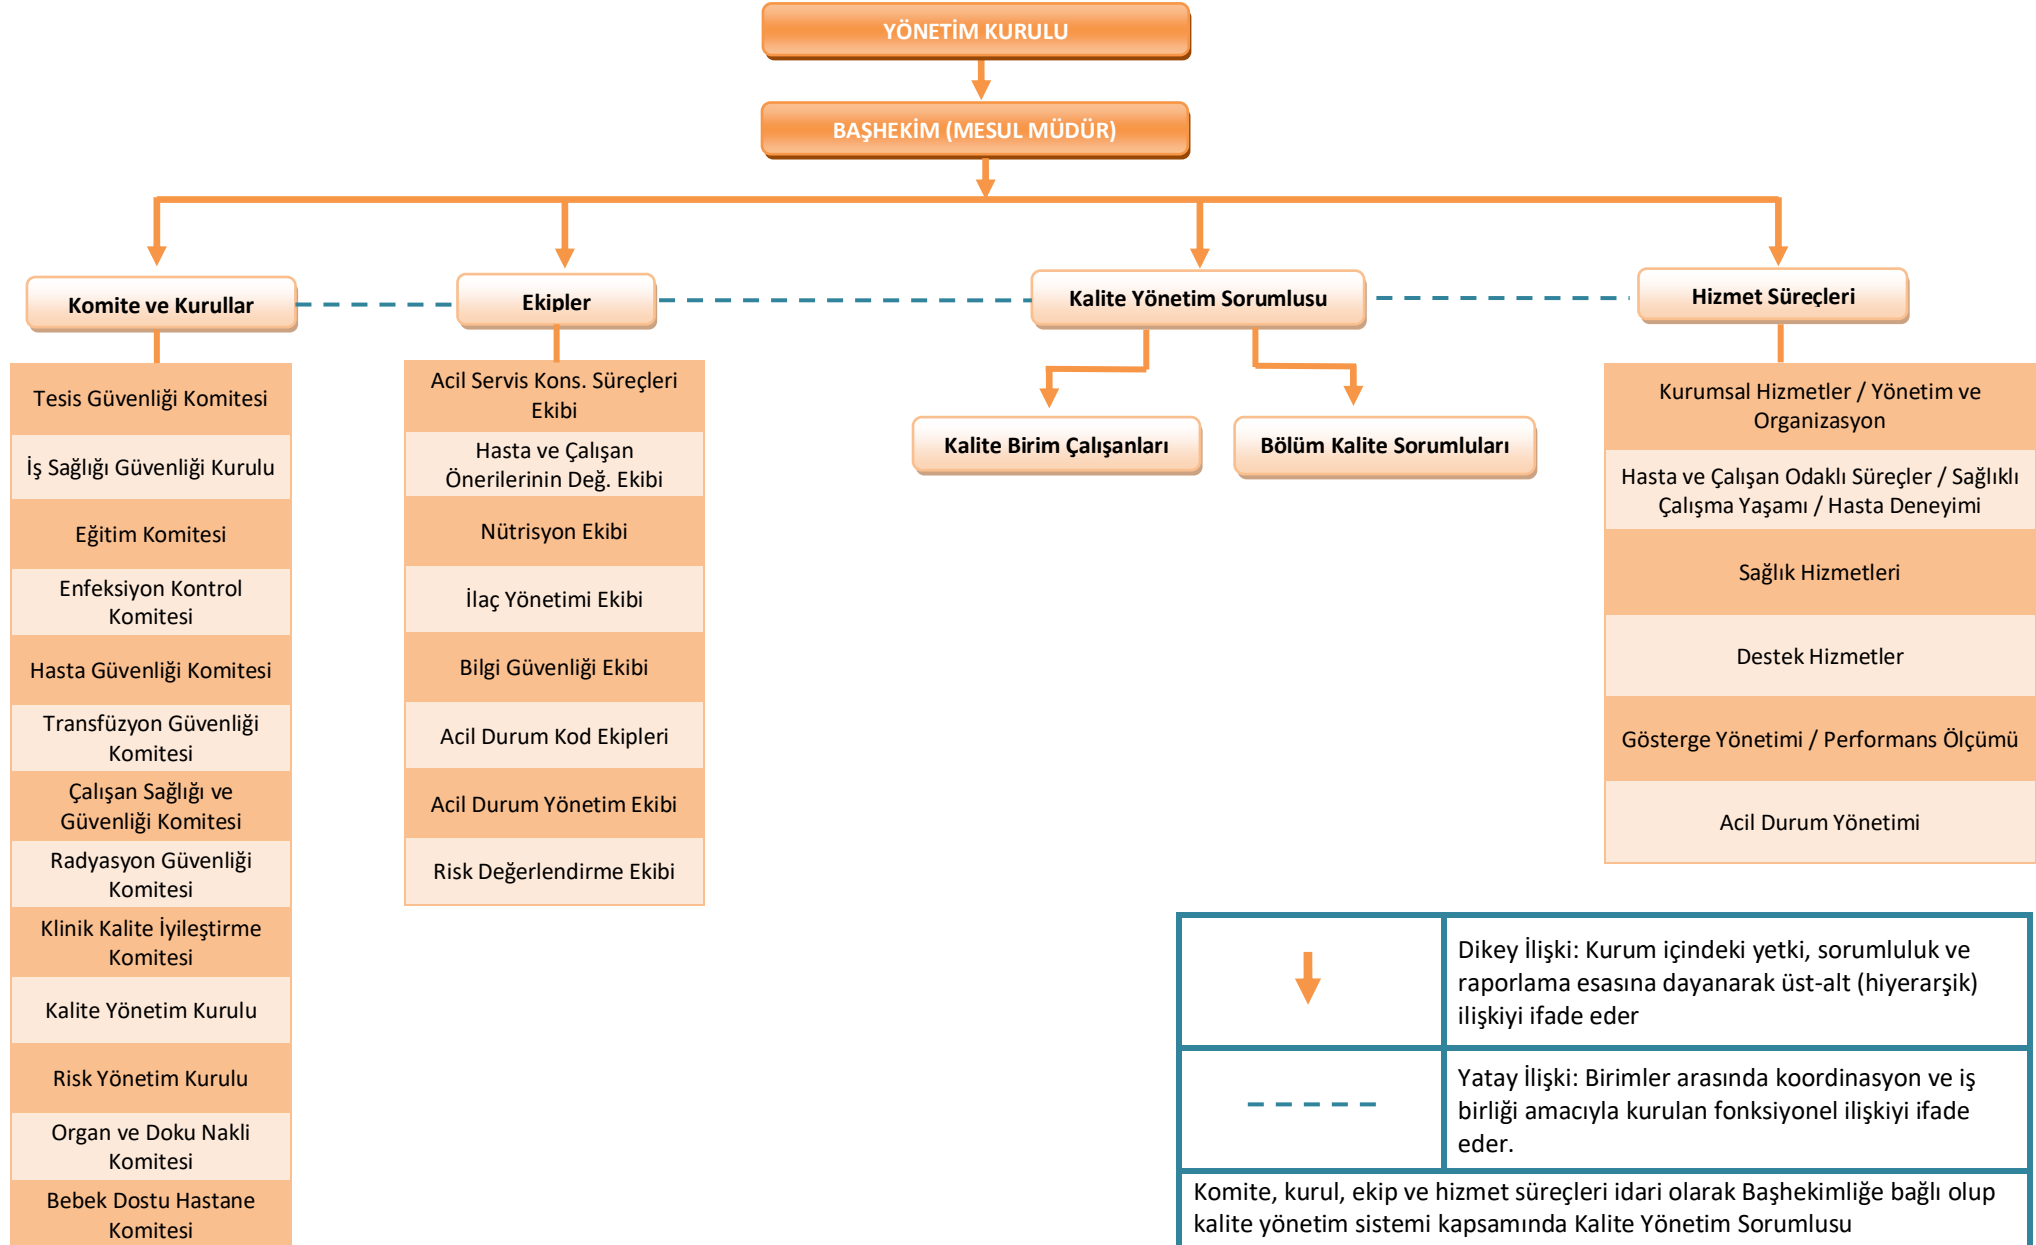 YÖNETİM KURULU
BAŞHEKİM (MESUL MÜDÜR)
Komite ve Kurullar
Ekipler
Kalite Yönetim Sorumlusu
Hizmet Süreçleri
Tesis Güvenliği Komitesi
İş Sağlığı Güvenliği Kurulu
Eğitim Komitesi
Enfeksiyon Kontrol
Komitesi
Hasta Güvenliği Komitesi
Transfüzyon Güvenliği
Komitesi
Çalışan Sağlığı ve
Güvenliği Komitesi
Radyasyon Güvenliği
Komitesi
Klinik Kalite İyileştirme
Komitesi
Kalite Yönetim Kurulu
Risk Yönetim Kurulu
Organ ve Doku Nakli
Komitesi
Bebek Dostu Hastane
Komitesi
Acil Servis Kons. Süreçleri
Ekibi
Hasta ve Çalışan
Önerilerinin Değ. Ekibi
Nütrisyon Ekibi
İlaç Yönetimi Ekibi
Bilgi Güvenliği Ekibi
Acil Durum Kod Ekipleri
Acil Durum Yönetim Ekibi
Risk Değerlendirme Ekibi
Kalite Birim Çalışanları
Bölüm Kalite Sorumluları
Kurumsal Hizmetler / Yönetim ve
Organizasyon
Hasta ve Çalışan Odaklı Süreçler / Sağlıklı
Çalışma Yaşamı / Hasta Deneyimi
Sağlık Hizmetleri
Destek Hizmetler
Gösterge Yönetimi / Performans Ölçümü
Acil Durum Yönetimi
Dikey İlişki: Kurum içindeki yetki, sorumluluk ve
raporlama esasına dayanarak üst-alt (hiyerarşik)
ilişkiyi ifade eder
Yatay İlişki: Birimler arasında koordinasyon ve iş
birliği amacıyla kurulan fonksiyonel ilişkiyi ifade
eder.
Komite, kurul, ekip ve hizmet süreçleri idari olarak Başhekimliğe bağlı olup
kalite yönetim sistemi kapsamında Kalite Yönetim Sorumlusu